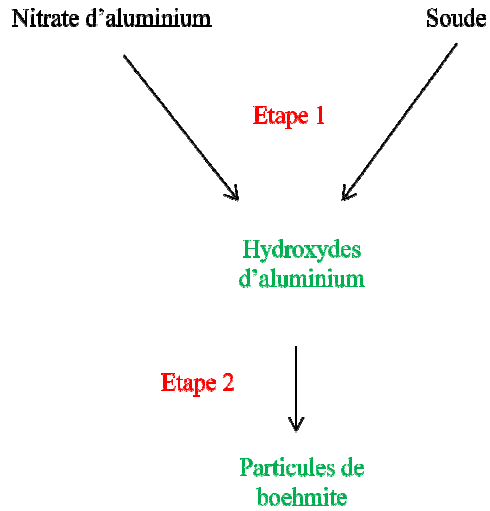 Nitrate d'aluminium Soude
Etape 1
Hydroxydes
d'aluminium
Etape 2
Particules de
boehmite